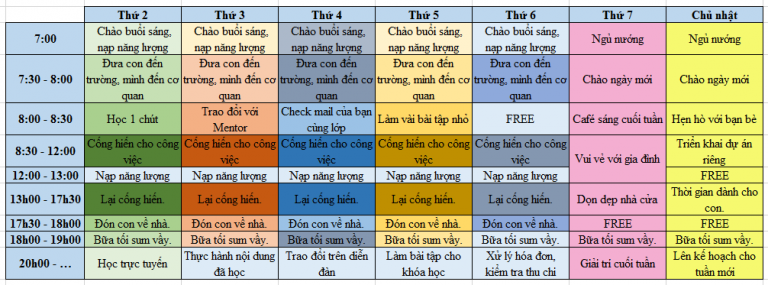 Thứ 2 Thứ 3 Thứ 4 Thứ 5 Thứ 6 Thứ 7 Chủ nhật
7:00 Chào buổi sáng, nạp năng lượng Chào buổi sáng, nạp năng lượng Chào buổi sáng, nạp năng lượng Chào buổi sáng, nạp năng lượng Chào buổi sáng, nạp năng lượng Ngủ nướng Ngủ nướng
7:30 - 8:00 Đưa con đến trường, mình đến cơ quan Đưa con đến trường, mình đến cơ quan Đưa con đến trường, mình đến cơ quan Đưa con đến trường, mình đến cơ quan Đưa con đến trường, mình đến cơ quan Chào ngày mới Chào ngày mới
8:00 - 8:30 Học 1 chút Trao đổi với Mentor Check mail của bạn cùng lớp Làm vài bài tập nhỏ FREE Café sáng cuối tuần Hẹn hò với bạn bè
8:30 - 12:00 Cống hiến cho công việc Cống hiến cho công việc Cống hiến cho công việc Cống hiến cho công việc Cống hiến cho công việc Vui vẻ với gia đình Triển khai dự án riêng
12:00 - 13:00 Nạp năng lượng Nạp năng lượng Nạp năng lượng Nạp năng lượng Nạp năng lượng FREE
13h00 - 17h30 Lại cống hiến. Lại cống hiến. Lại cống hiến. Lại cống hiến. Lại cống hiến. Dọn dẹp nhà cửa Thời gian dành cho con.
17h30 - 18h00 Đón con về nhà. Đón con về nhà. Đón con về nhà. Đón con về nhà. Đón con về nhà. FREE FREE
18h00 - 19h00 Bữa tối sum vầy. Bữa tối sum vầy. Bữa tối sum vầy. Bữa tối sum vầy. Bữa tối sum vầy. Bữa tối sum vầy. Bữa tối sum vầy.
20h00 - ... Học trực tuyến Thực hành nội dung đã học Trao đổi trên diễn đàn Làm bài tập cho khóa học Xử lý hóa đơn, kiểm tra thu chi Giải trí cuối tuần Lên kế hoạch cho tuần mới